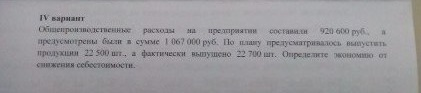 IV вариант
Общепроизводственные расходы на предприятии составили 920 600 руб., а
предусмотрены были в сумме 1 067 000 руб. По плану предусматривалось выпустить
продукции 22 500 шт., а фактически выпущено 22 700 шт. Определите экономию от
снижения себестоимости.